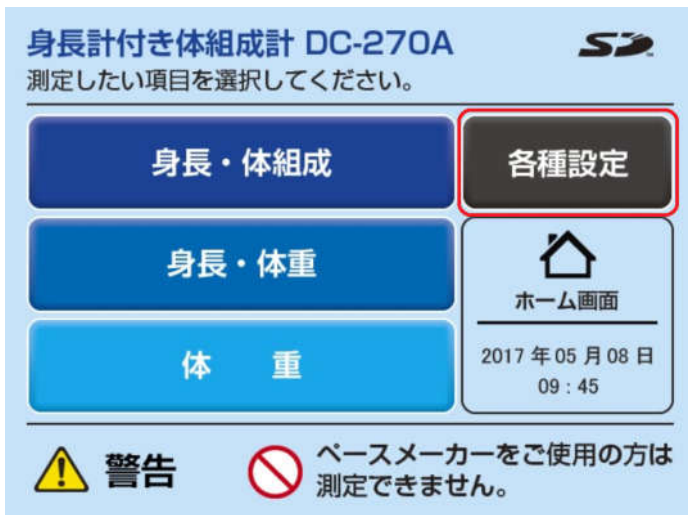 身長計付き体組成計 DC-270A
SD
測定したい項目を選択してください。
身長・体組成
各種設定
身長・体重
ホーム画面
体 重
2017 年 05 月 08 日
09 : 45
警告
ペースメーカーをご使用の方は
測定できません。